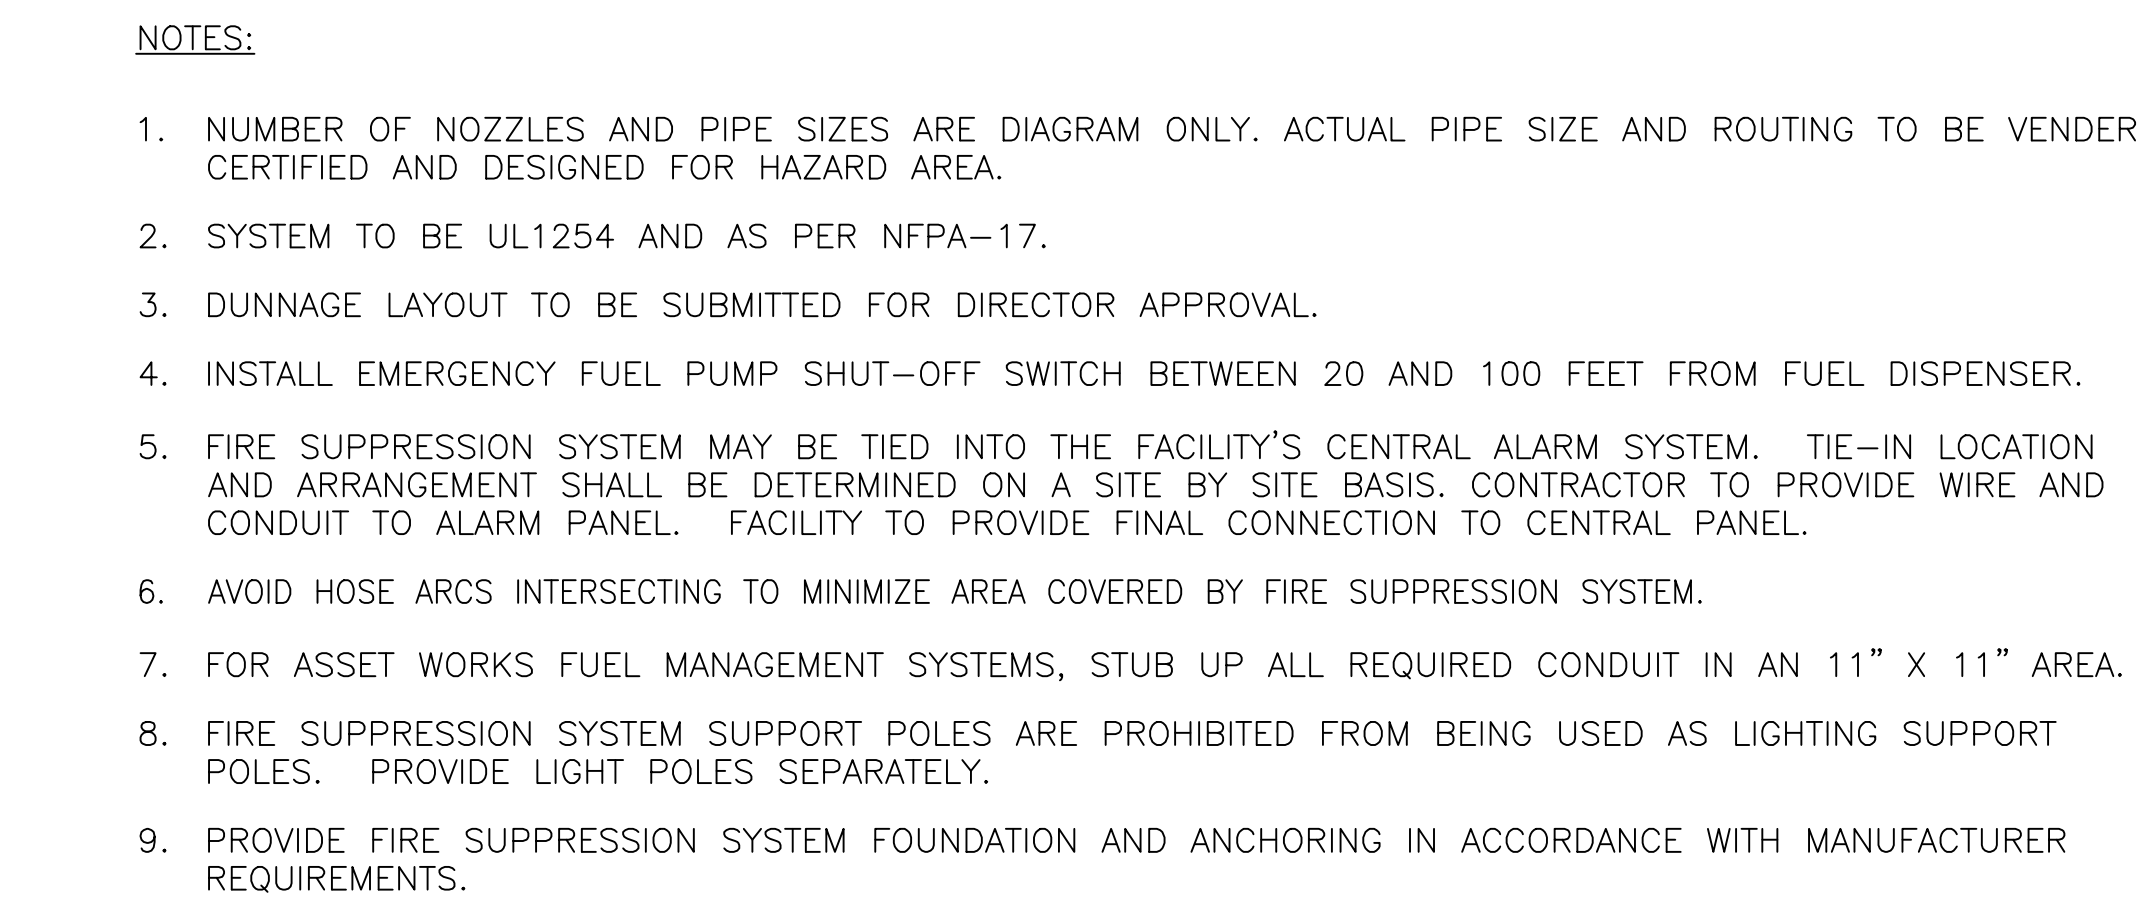 NOTES:
1. NUMBER OF NOZZLES AND PIPE SIZES ARE DIAGRAM ONLY. ACTUAL PIPE SIZE AND ROUTING TO BE VENDER
CERTIFIED AND DESIGNED FOR HAZARD AREA.
2. SYSTEM TO BE UL1254 AND AS PER NFPA–17.
3. DUNNAGE LAYOUT TO BE SUBMITTED FOR DIRECTOR APPROVAL.
4. INSTALL EMERGENCY FUEL PUMP SHUT–OFF SWITCH BETWEEN 20 AND 100 FEET FROM FUEL DISPENSER.
5. FIRE SUPPRESSION SYSTEM MAY BE TIED INTO THE FACILITY’S CENTRAL ALARM SYSTEM.  TIE–IN LOCATION
AND ARRANGEMENT SHALL BE DETERMINED ON A SITE BY SITE BASIS. CONTRACTOR TO PROVIDE WIRE AND
CONDUIT TO ALARM PANEL.  FACILITY TO PROVIDE FINAL CONNECTION TO CENTRAL PANEL.
6. AVOID HOSE ARCS INTERSECTING TO MINIMIZE AREA COVERED BY FIRE SUPPRESSION SYSTEM.
7. FOR ASSET WORKS FUEL MANAGEMENT SYSTEMS, STUB UP ALL REQUIRED CONDUIT IN AN 11” X 11” AREA.
8. FIRE SUPPRESSION SYSTEM SUPPORT POLES ARE PROHIBITED FROM BEING USED AS LIGHTING SUPPORT
POLES.  PROVIDE LIGHT POLES SEPARATELY.
9. PROVIDE FIRE SUPPRESSION SYSTEM FOUNDATION AND ANCHORING IN ACCORDANCE WITH MANUFACTURER
REQUIREMENTS.